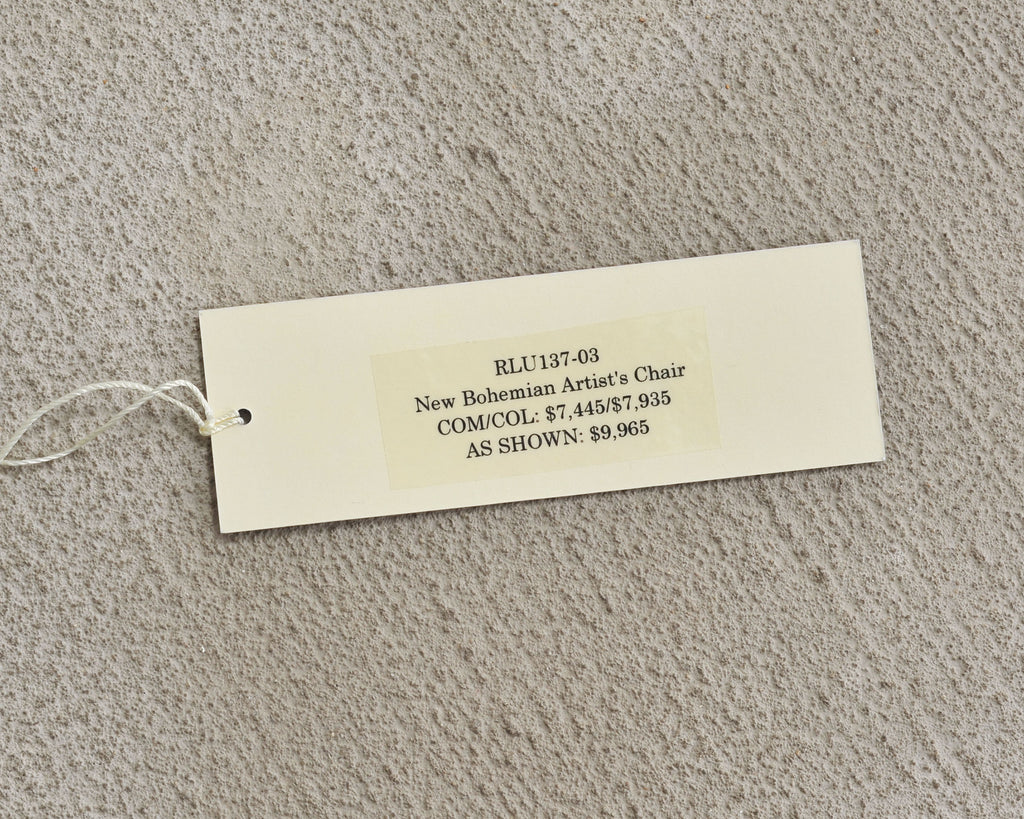 RLU137-03
New Bohemian Artist's Chair
COM/COL: $7,445/$7,935
AS SHOWN: $9,965